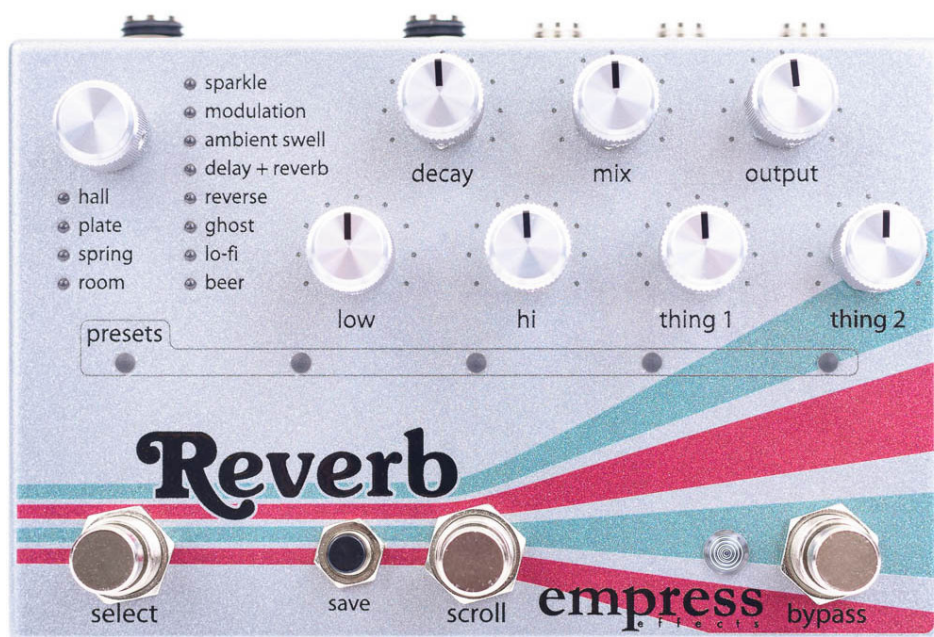 sparkle
modulation
ambient swell
delay + reverb
hall
reverse
plate
ghost
spring
lo-fi
room
beer
decay
mix
output
low
hi
thing 1
thing 2
presets
Reverb
select
save
scroll
empress
effects
bypass